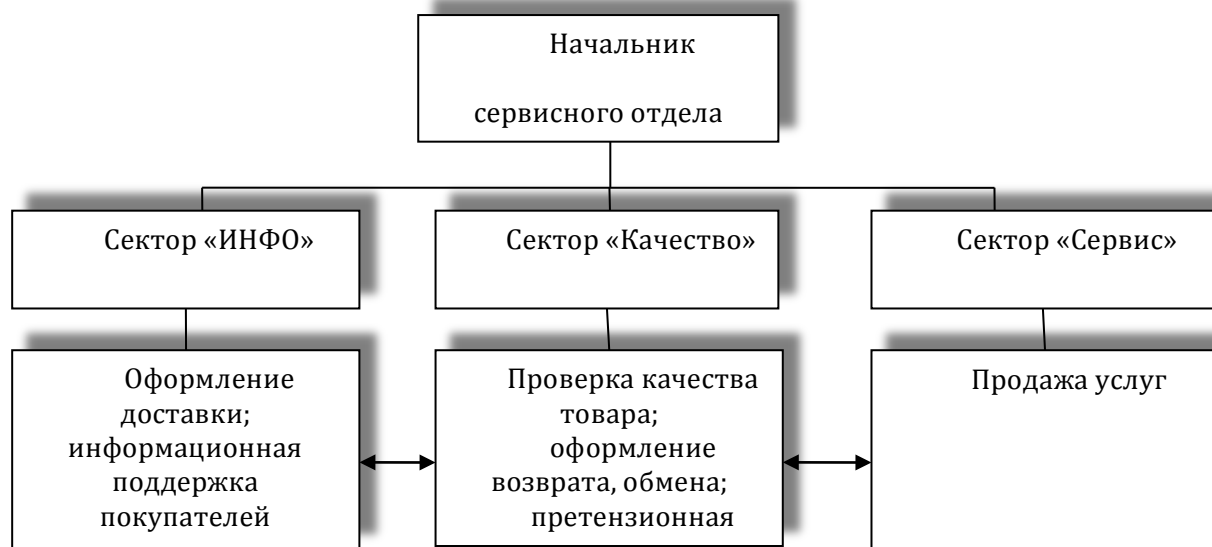 Начальник
сервисного отдела
Сектор «ИНФО»
Сектор «Качество»
Сектор «Сервис»
Оформление
доставки;
информационная
поддержка
покупателей
Проверка качества
товара;
оформление
возврата, обмена;
претензионная
Продажа услуг